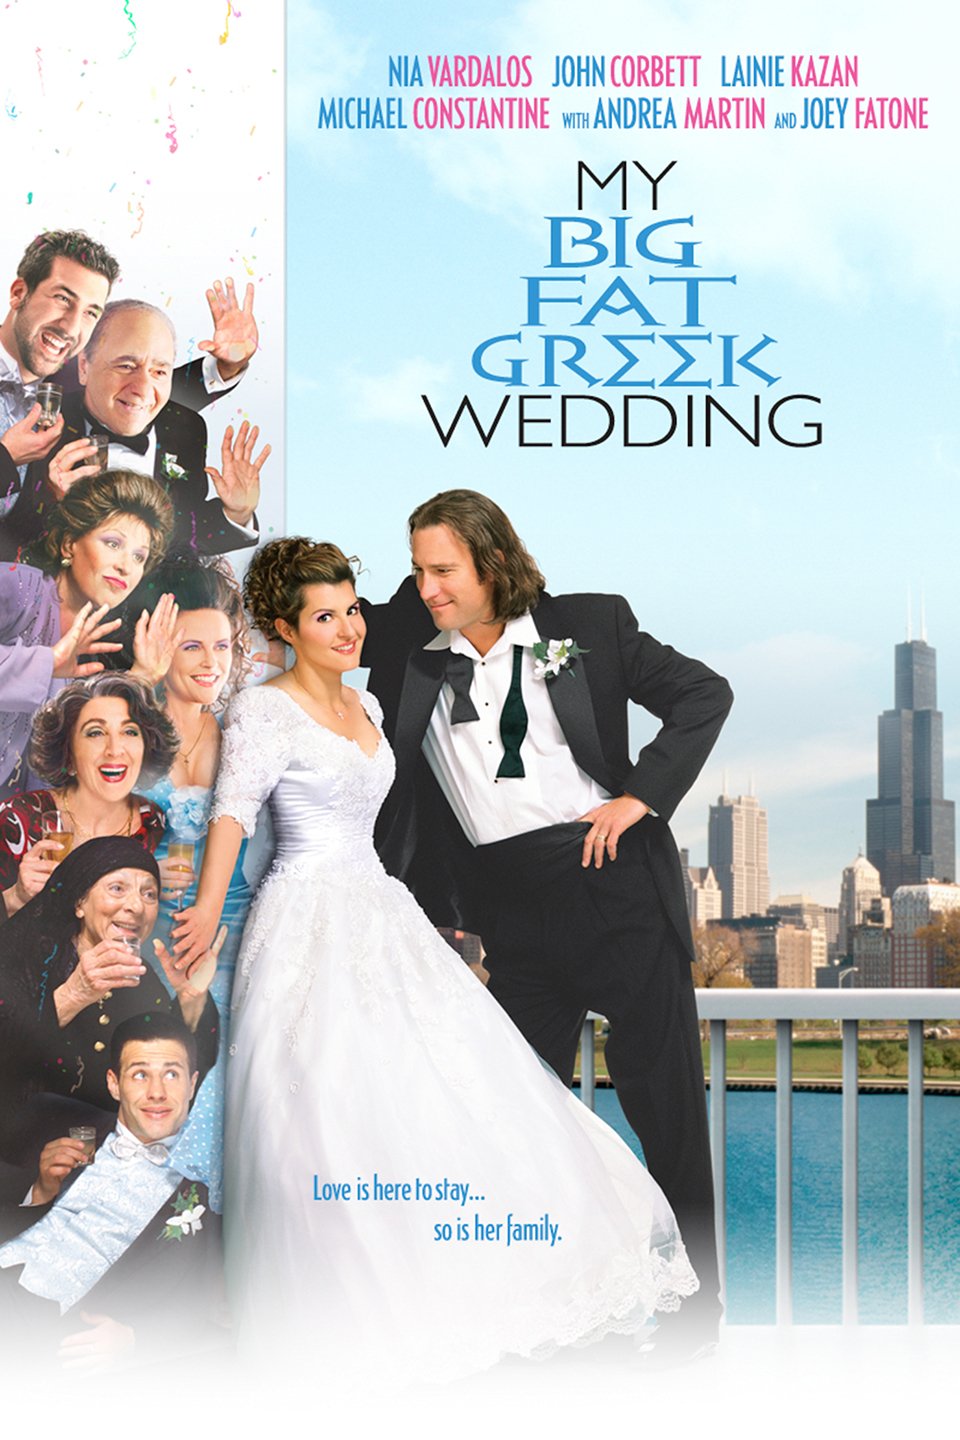 NIA VARDALOS JOHN CORBETT LAINIE KAZAN
MICHAEL CONSTANTINE WITH ANDREA MARTIN AND JOEY FATONE
MY
BIG
FAT
GRΣΣK
WEDDING
Love is here to stay...
so is her family.